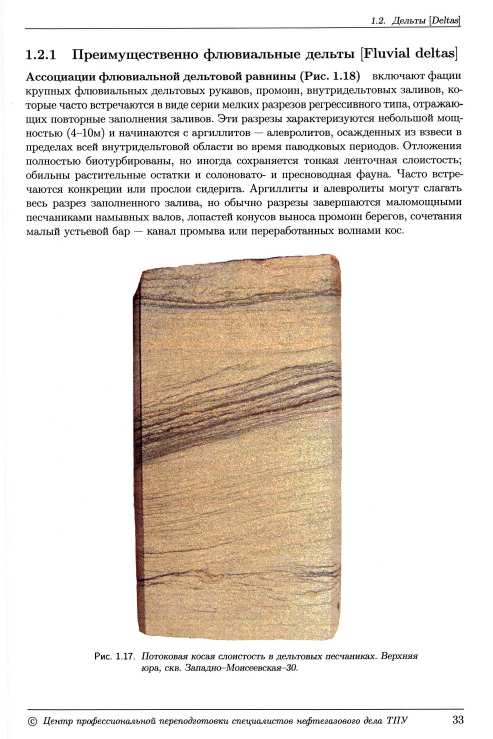 1.2. Дельты [Deltas]
1.2.1 Преимущественно флювиальные дельты [Fluvial deltas]
Ассоциации флювиальной дельтовой равнины (Рис. 1.18) включают фации
крупных флювиальных дельтовых рукавов, промоин, внутридельтовых заливов, ко-
торые часто встречаются в виде серии мелких разрезов регрессивного типа, отражаю-
щих повторные заполнения заливов. Эти разрезы характеризуются небольшой мощ-
ностью (4–10м) и начинаются с аргиллитов — алевролитов, осажденных из взвеси в
пределах всей внутридельтовой области во время паводковых периодов. Отложения
полностью биотурбированы, но иногда сохраняется тонкая ленточная слоистость;
обильны растительные остатки и солоновато- и пресноводная фауна. Часто встре-
чаются конкреции или прослои сидерита. Аргиллиты и алевролиты могут слагать
весь разрез заполненного залива, но обычно разрезы завершаются маломощными
песчаниками намывных валов, лопастей конусов выноса промоин берегов, сочетания
малый устьевой бар — канал промыва или переработанных волнами кос.
Рис. 1.17. Потоковая косая слоистость в дельтовых песчаниках. Верхняя
юра, скв. Западно–Моисеевская–30.
© Центр профессиональной переподготовки специалистов нефтегазового дела ТПУ 33